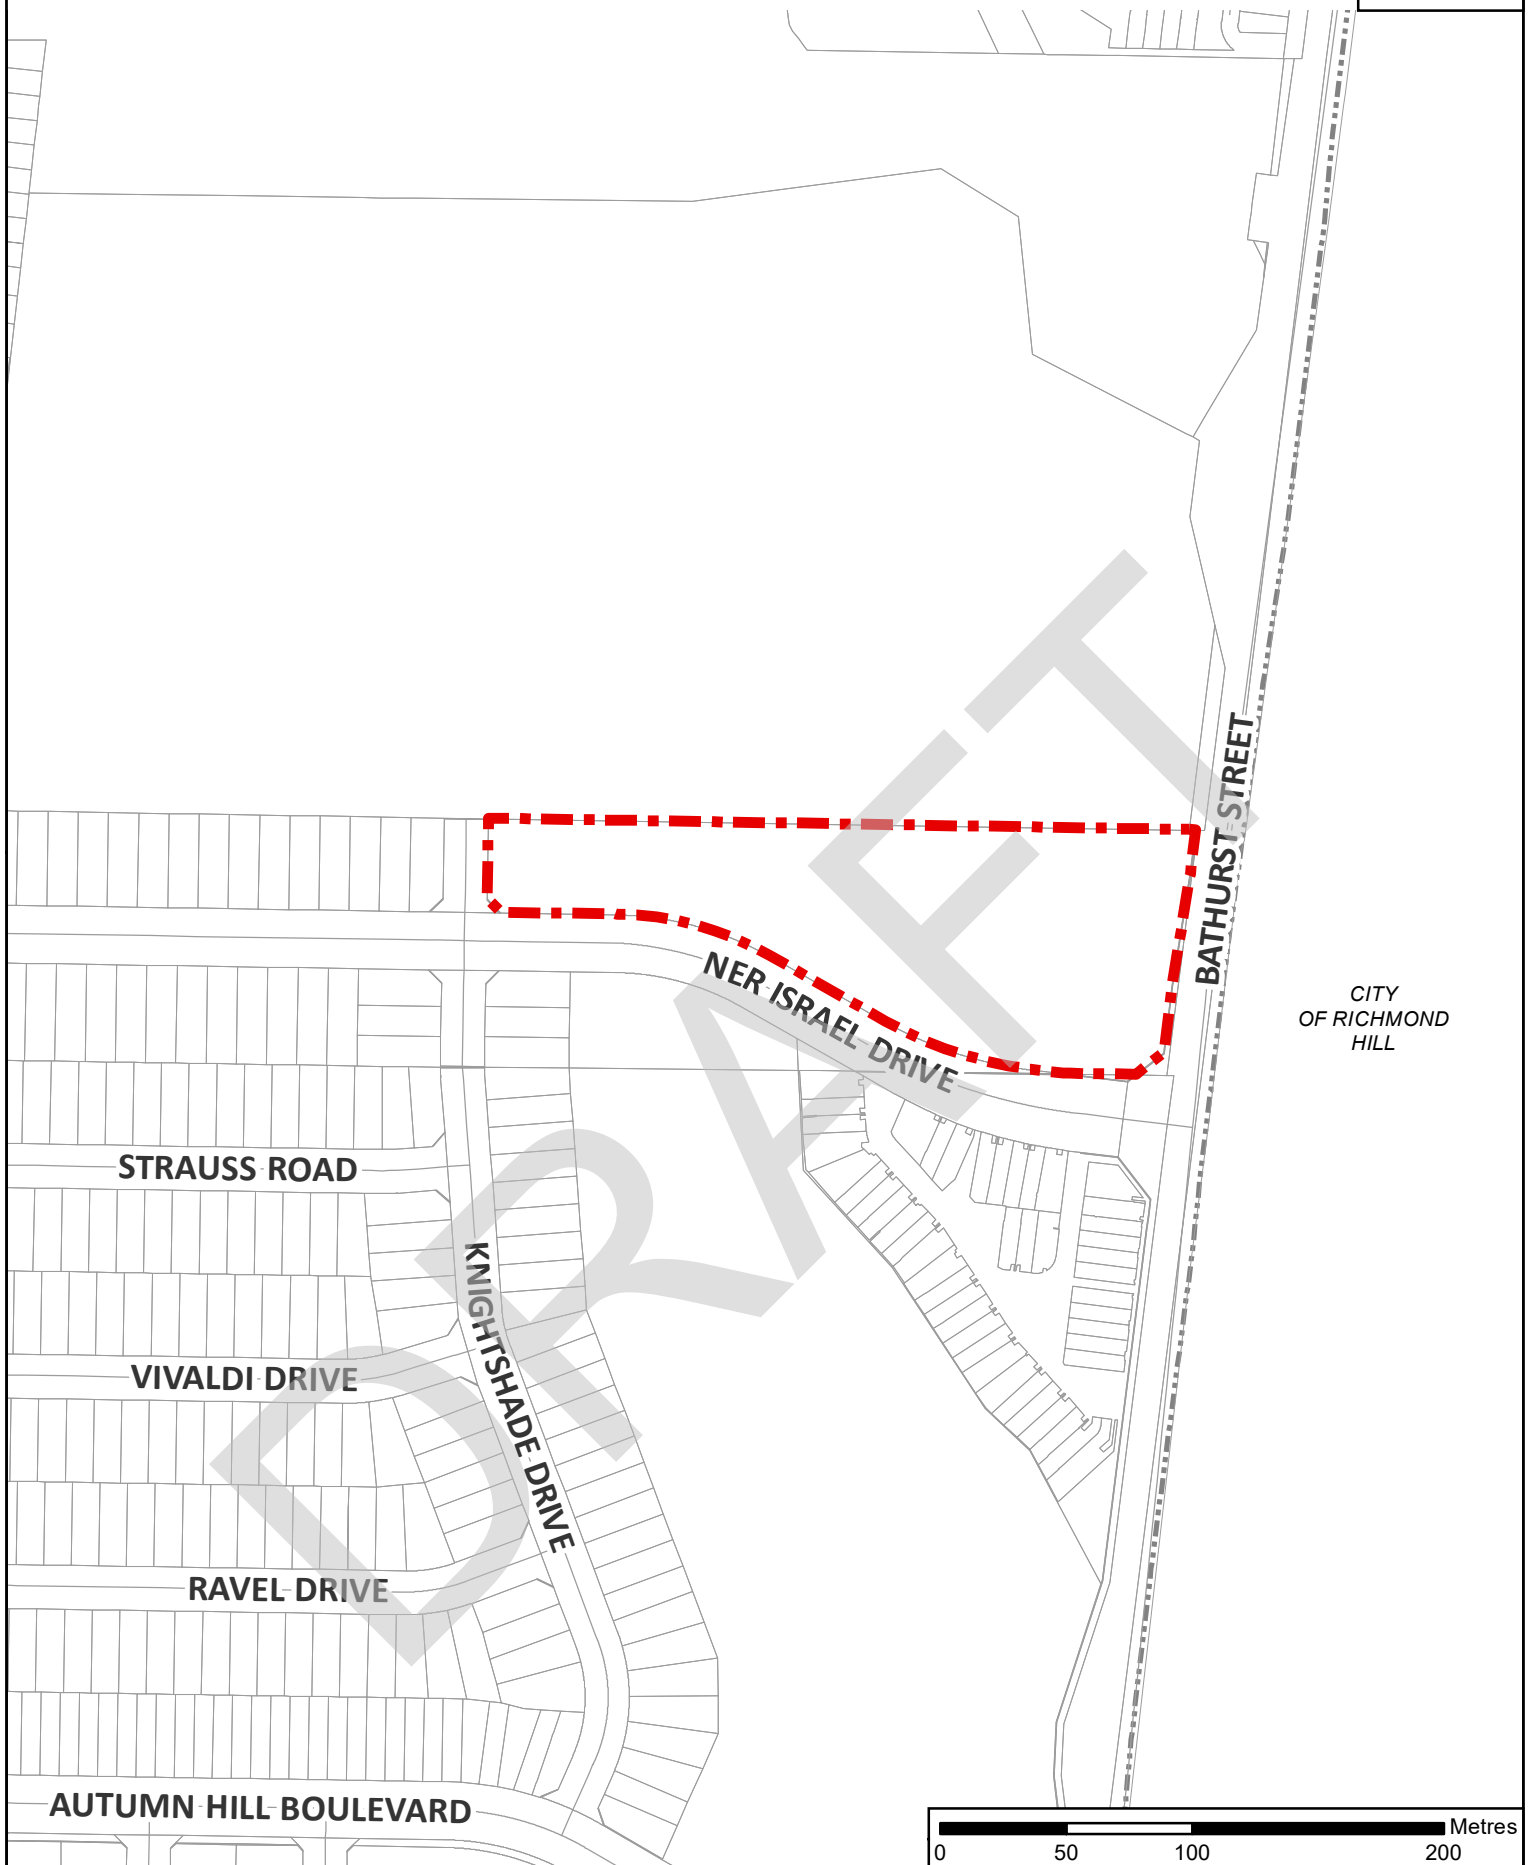 BATHURST STREET
NER ISRAEL DRIVE
CITY
OF RICHMOND
HILL
STRAUSS ROAD
KNIGHTSHADE DRIVE
VIVALDI DRIVE
RAVEL DRIVE
AUTUMN HILL BOULEVARD
DRAFT
Metres
0 50 100 200